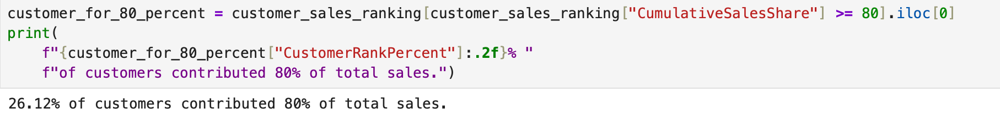 customer_for_80_percent = customer_sales_ranking[customer_sales_ranking["CumulativeSalesShare"] >= 80].iloc[0]
print(
    f"{customer_for_80_percent["CustomerRankPercent"]:.2f}% "
    f"of customers contributed 80% of total sales.")
26.12% of customers contributed 80% of total sales.